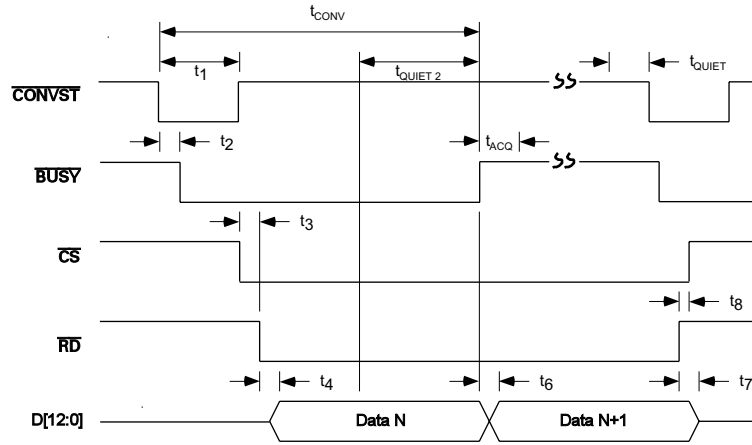 tCONV
t1
tQUIET 2
tQUIET
CONVST
t2
tACQ
BUSY
t3
CS
t8
RD
t4
t6
t7
D[12:0]
Data N
Data N+1